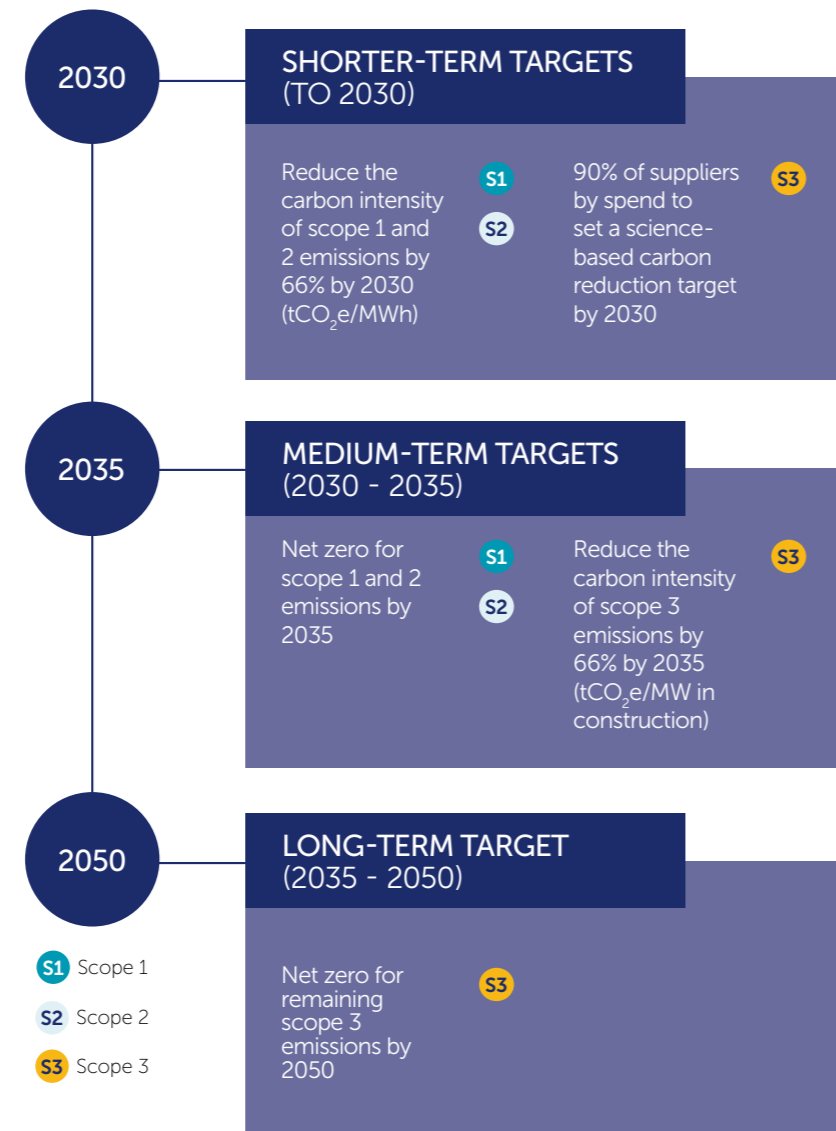 2030
SHORTER-TERM TARGETS
(TO 2030)
Reduce the
carbon intensity
of scope 1 and
2 emissions by
66% by 2030
(tCO₂e/MWh)
S1
S2
90% of suppliers
by spend to
set a science-
based carbon
reduction target
by 2030
S3
2035
MEDIUM-TERM TARGETS
(2030 - 2035)
Net zero for
scope 1 and 2
emissions by
2035
S1
S2
Reduce the
carbon intensity
of scope 3
emissions by
66% by 2035
(tCO₂e/MW in
construction)
S3
2050
LONG-TERM TARGET
(2035 - 2050)
Net zero for
remaining
scope 3
emissions by
2050
S3
S1 Scope 1
S2 Scope 2
S3 Scope 3